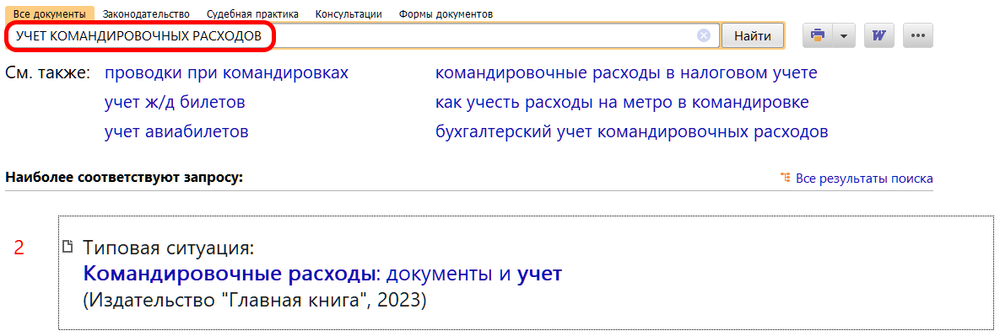 Все документы Законодательство Судебная практика Консультации Формы документов
УЧЕТ КОМАНДИРОВОЧНЫХ РАСХОДОВ Найти W
См. также: проводки при командировках командировочные расходы в налоговом учете
учет ж/д билетов как учесть расходы на метро в командировке
учет авиабилетов бухгалтерский учет командировочных расходов
Наиболее соответствуют запросу: Все результаты поиска
2 Типовая ситуация:
Командировочные расходы: документы и учет
(Издательство "Главная книга", 2023)